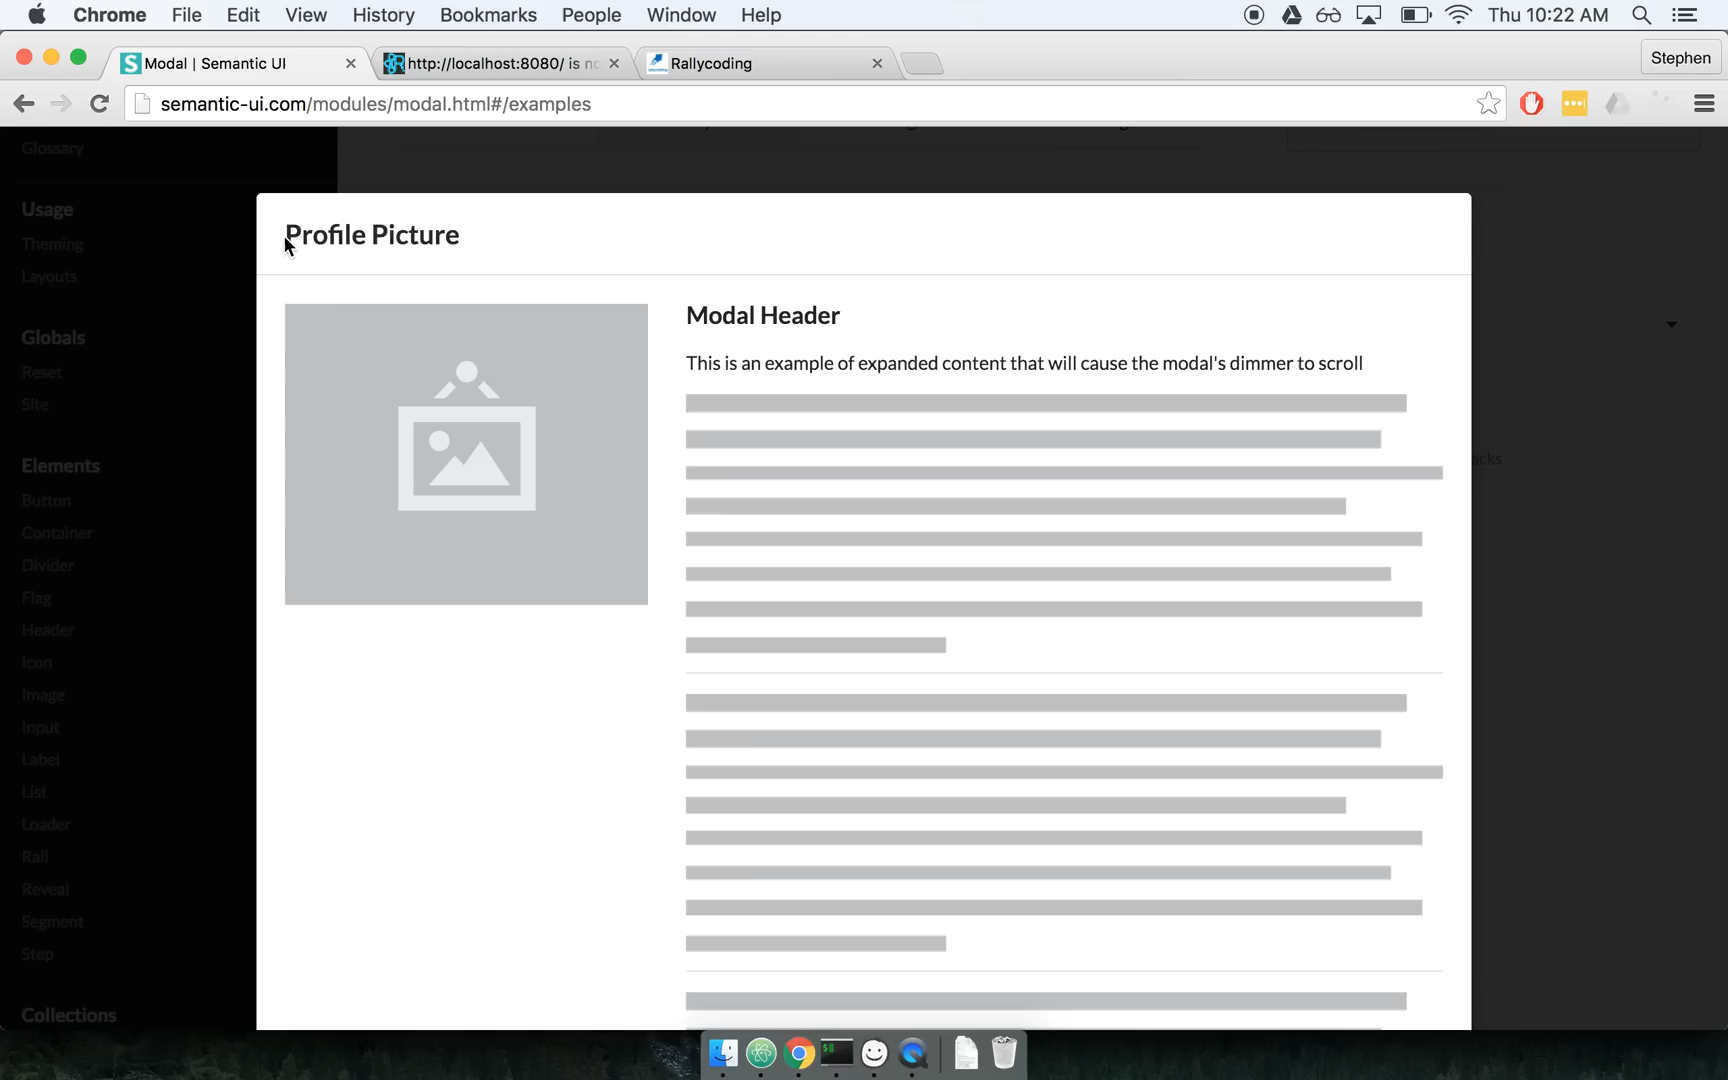 Chrome File Edit View History Bookmarks People Window Help Thu 10:22 AM
Modal | Semantic UI
http://localhost:8080/ is no
Rallycoding
Stephen
semantic-ui.com/modules/modal.html#/examples
Glossary
Usage
Theming
Layouts
Globals
Reset
Site
Elements
Button
Container
Divider
Flag
Header
Icon
Image
Input
Label
List
Loader
Rail
Reveal
Segment
Step
Collections
Profile Picture
Modal Header
This is an example of expanded content that will cause the modal's dimmer to scroll
acks